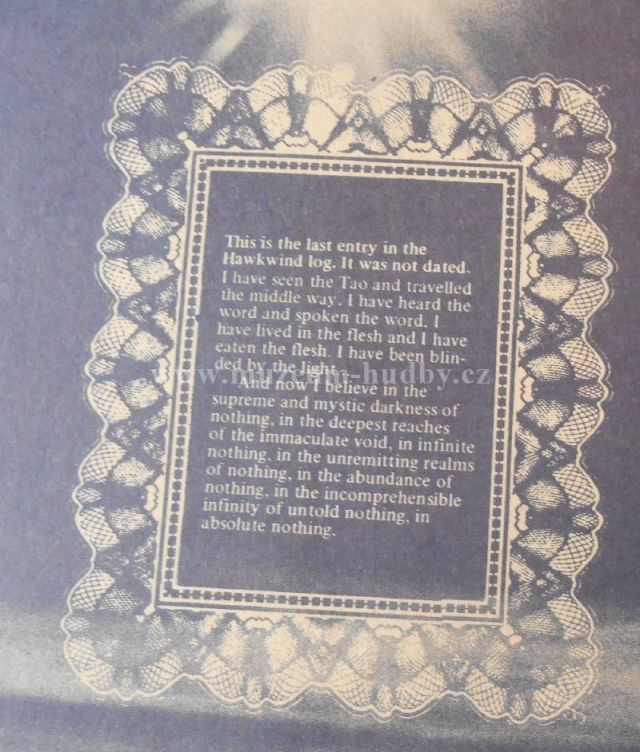 This is the last entry in the
Hawkwind log. It was not dated.
I have seen the Tao and travelled
the middle way. I have heard the
word and spoken the word. I
have lived in the flesh and I have
eaten the flesh. I have been blin-
ded by the light.
www.muzeum-hudby.cz
And now I believe in the
supreme and mystic darkness of
nothing, in the deepest reaches
of the immaculate void, in infinite
nothing, in the unremitting realms
of nothing, in the abundance of
nothing, in the incomprehensible
infinity of untold nothing, in
absolute nothing.